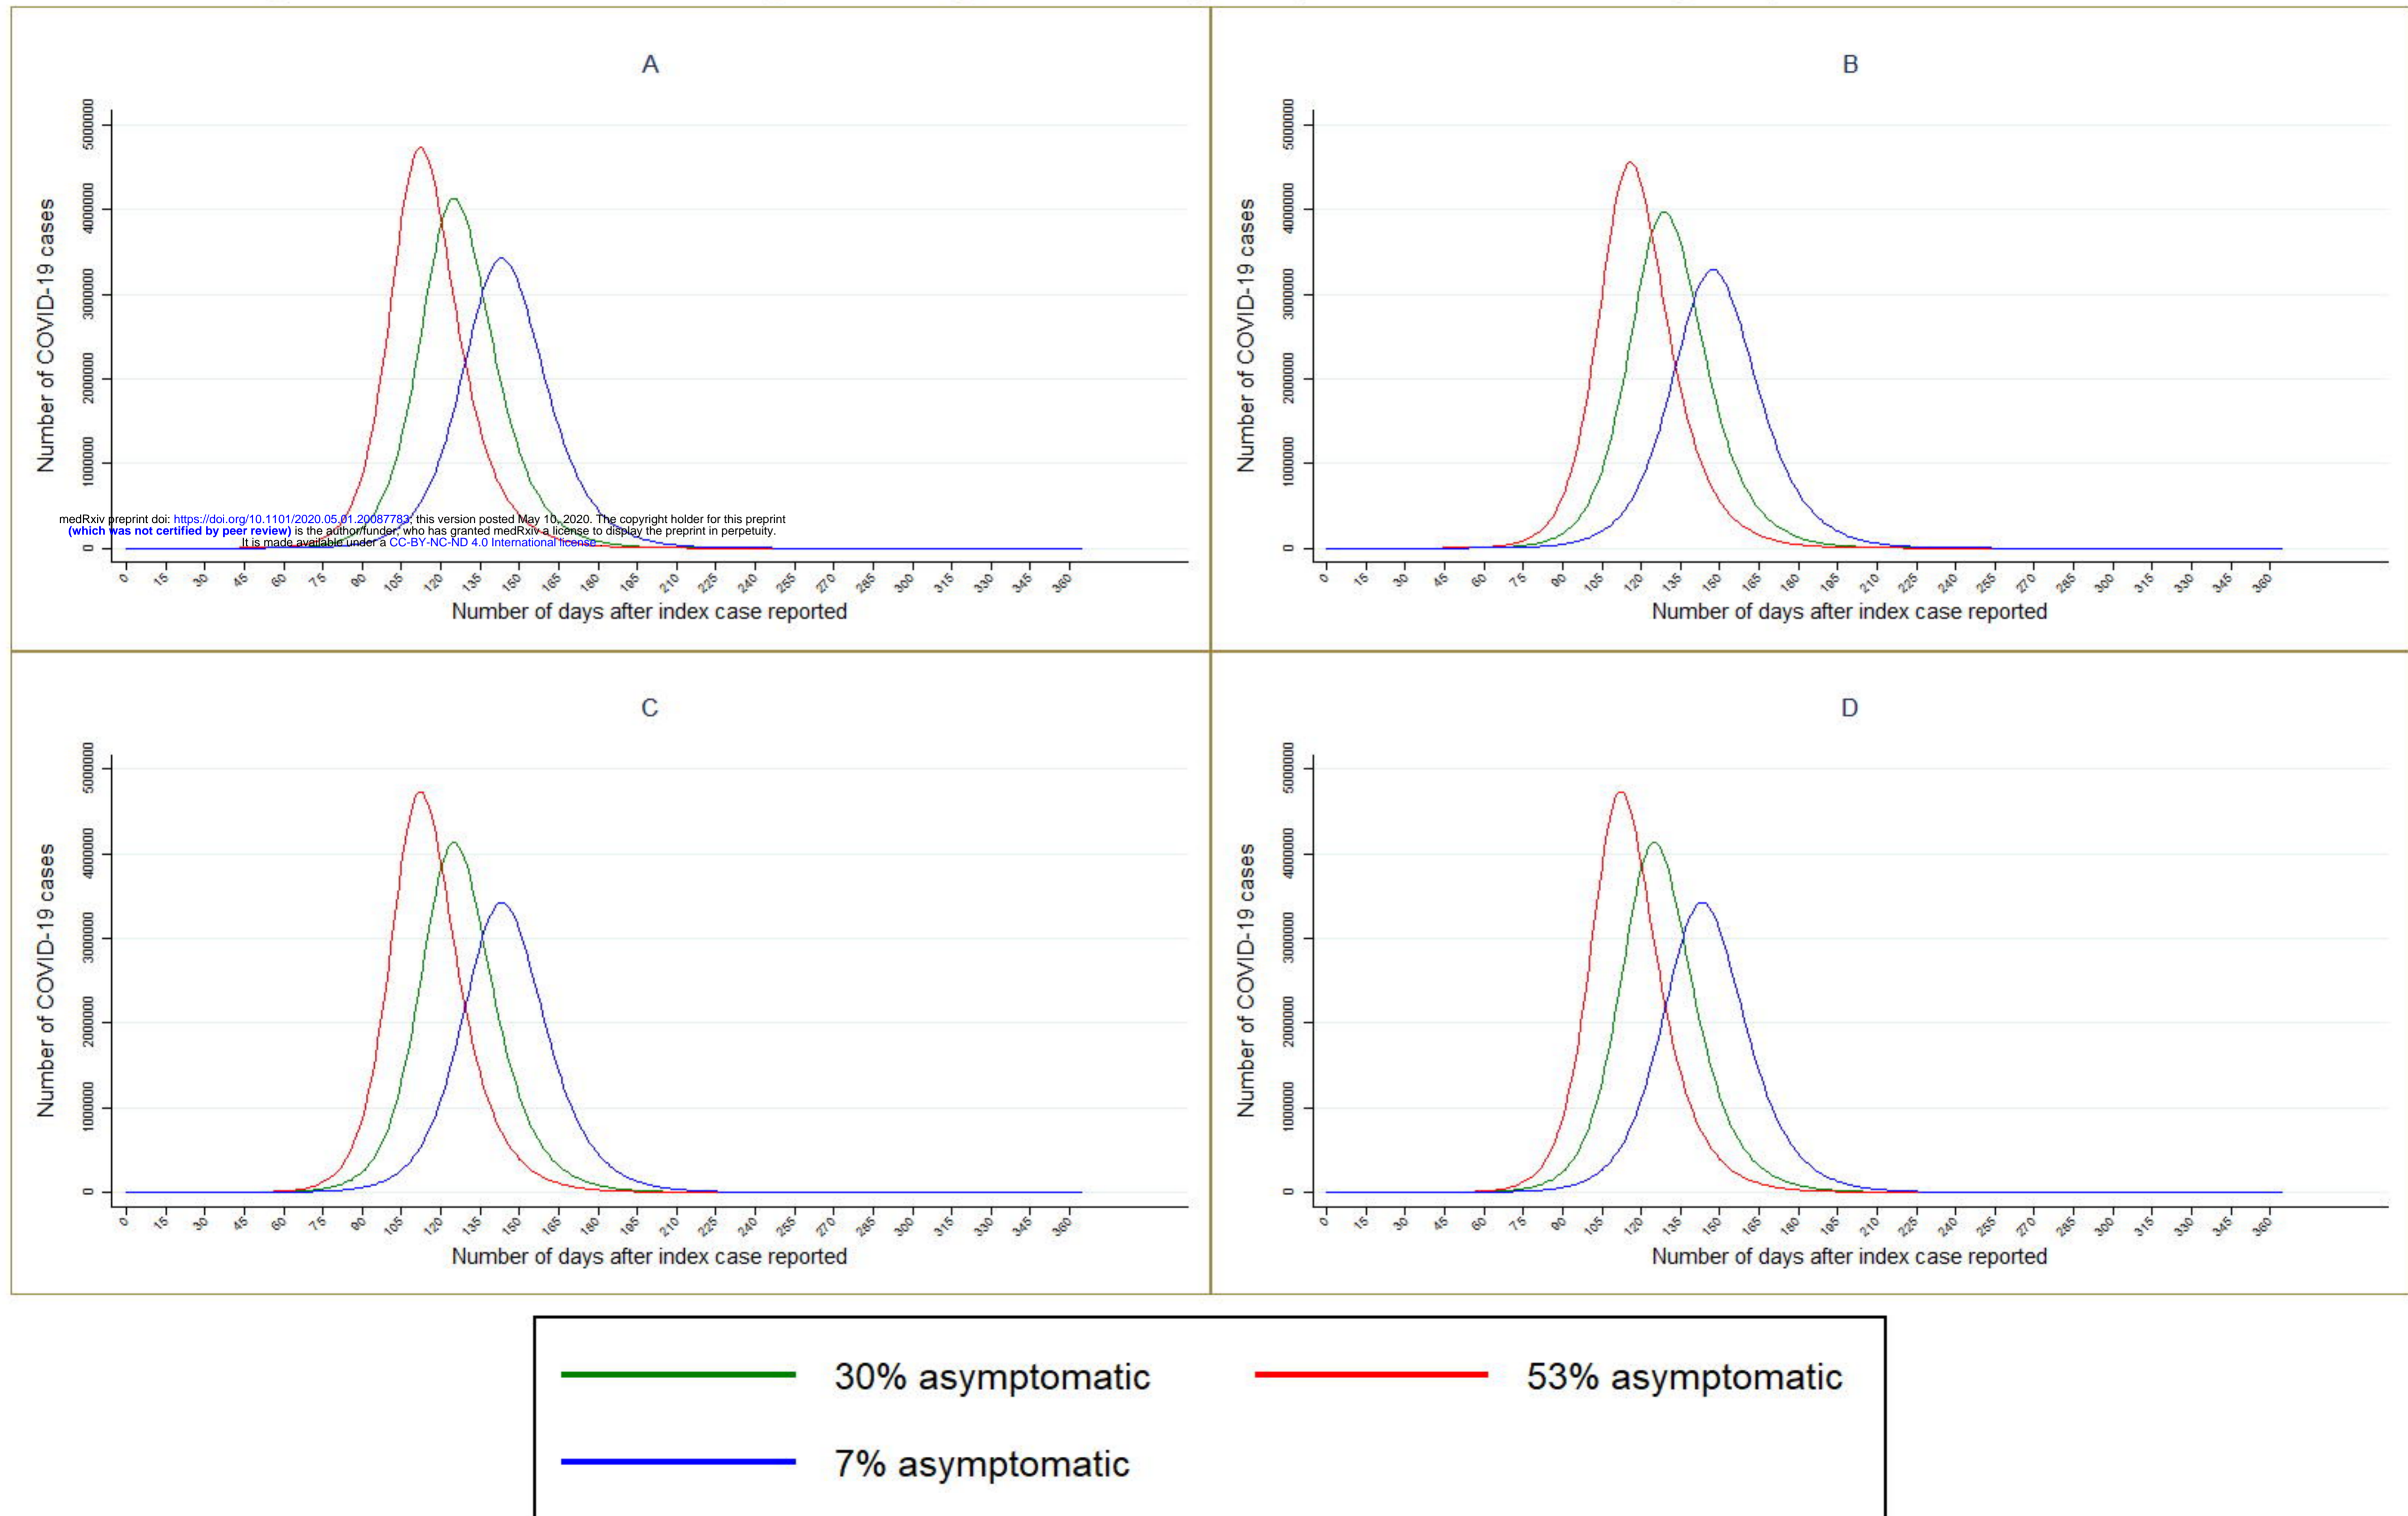 A
Number of COVID-19 cases
5000000
4000000
3000000
2000000
1000000
0
medRxiv preprint doi: https://doi.org/10.1101/2020.05.01.20087783; this version posted May 10, 2020. The copyright holder for this preprint
(which was not certified by peer review) is the author/funder, who has granted medRxiv a license to display the preprint in perpetuity.
It is made available under a CC-BY-NC-ND 4.0 International license.
0 15 30 45 60 75 90 105 120 135 150 165 180 195 210 225 240 255 270 285 300 315 330 345 360
Number of days after index case reported
B
Number of COVID-19 cases
5000000
4000000
3000000
2000000
1000000
0
0 15 30 45 60 75 90 105 120 135 150 165 180 195 210 225 240 255 270 285 300 315 330 345 360
Number of days after index case reported
C
Number of COVID-19 cases
5000000
4000000
3000000
2000000
1000000
0
0 15 30 45 60 75 90 105 120 135 150 165 180 195 210 225 240 255 270 285 300 315 330 345 360
Number of days after index case reported
D
Number of COVID-19 cases
5000000
4000000
3000000
2000000
1000000
0
0 15 30 45 60 75 90 105 120 135 150 165 180 195 210 225 240 255 270 285 300 315 330 345 360
Number of days after index case reported
30% asymptomatic
53% asymptomatic
7% asymptomatic